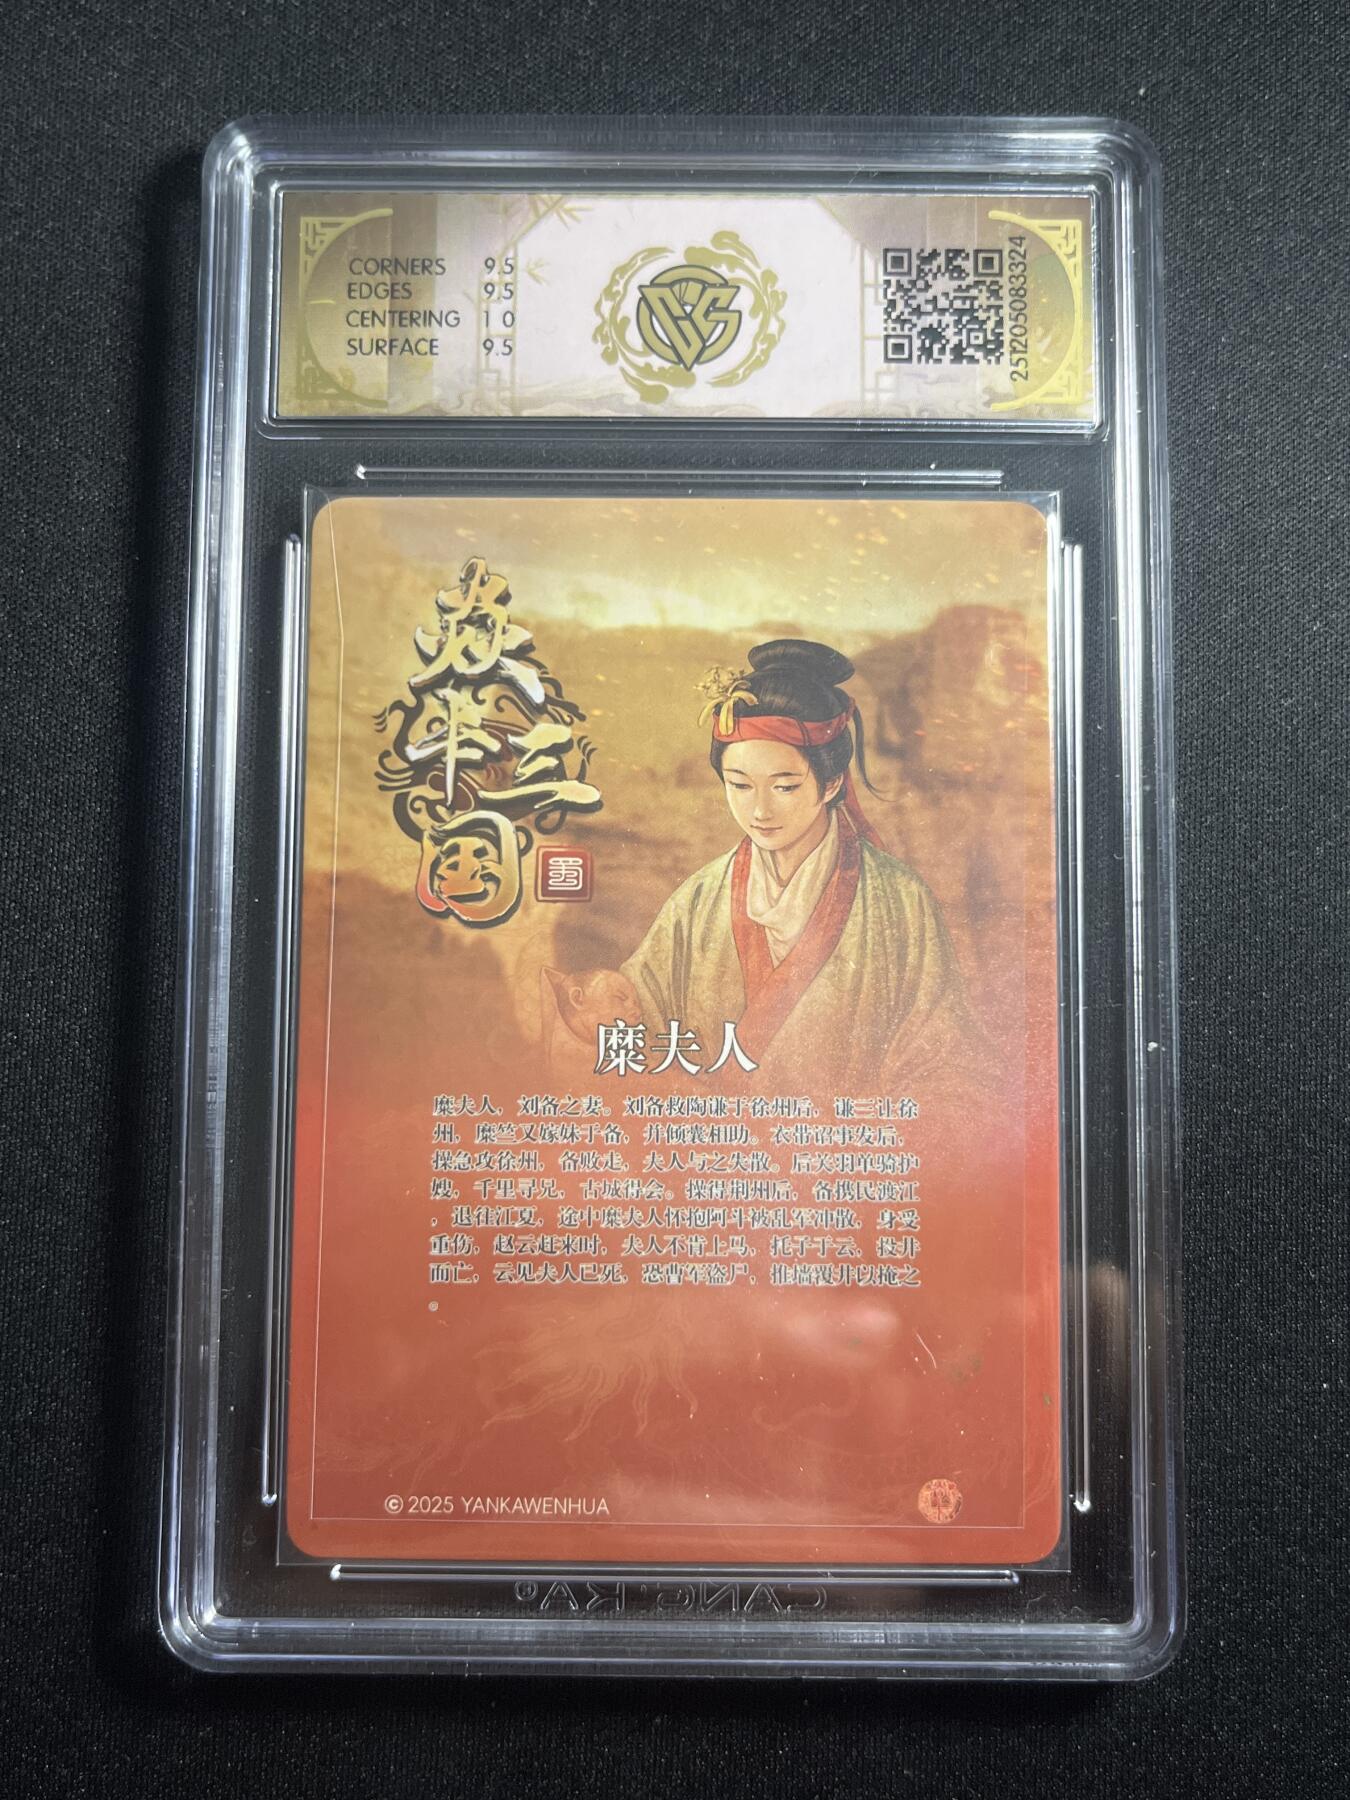 CORNERS 9.5
EDGES 9.5
CENTERING 10
SURFACE 9.5
251205083324
三
国
蜀
糜夫人
糜夫人，刘备之妻。刘备救陶谦于徐州后，谦三让徐
州，糜竺又嫁妹于备，并倾囊相助。衣带诏事发后，
操急攻徐州，备败走，夫人与之失散。后关羽单骑护
嫂，千里寻兄，古城得会。操得荆州后，备携民渡江
，退往江夏，途中糜夫人怀抱阿斗被乱军冲散，身受
重伤，赵云赶来时，夫人不肯上马，托子于云，投井
而亡，云见夫人已死，恐曹军盗尸，推墙覆井以掩之
。
© 2025 YANKAWENHUA